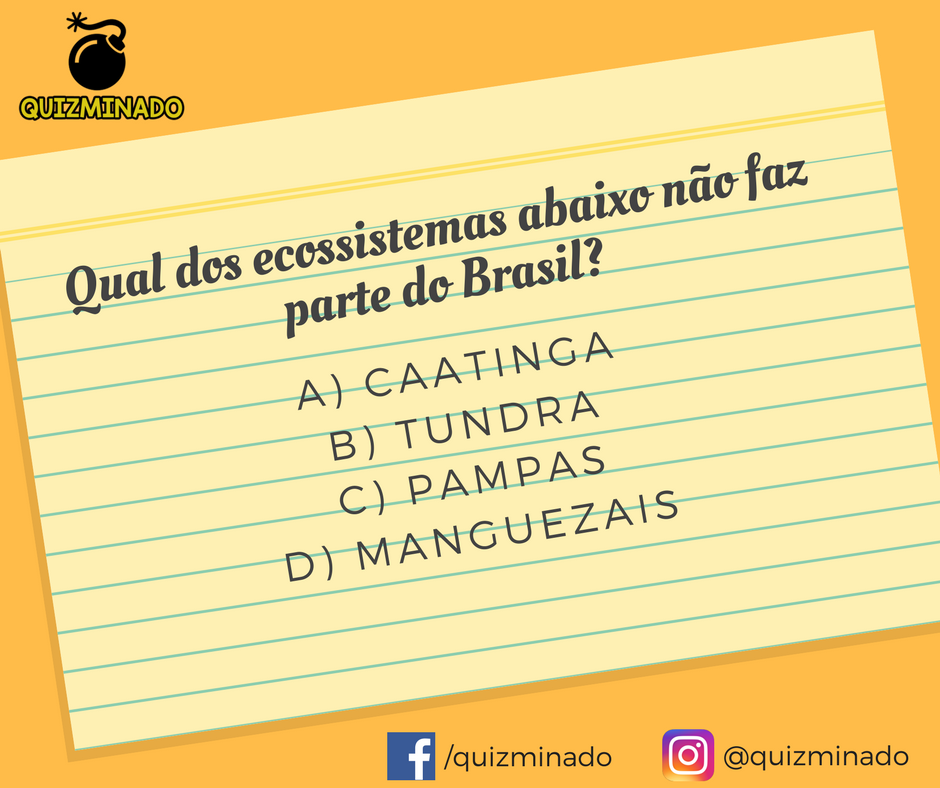 QUIZMINADO
Qual dos ecossistemas abaixo não faz
parte do Brasil?
A) CAATINGA
B) TUNDRA
C) PAMPAS
D) MANGUEZAIS
/quizminado
@quizminado